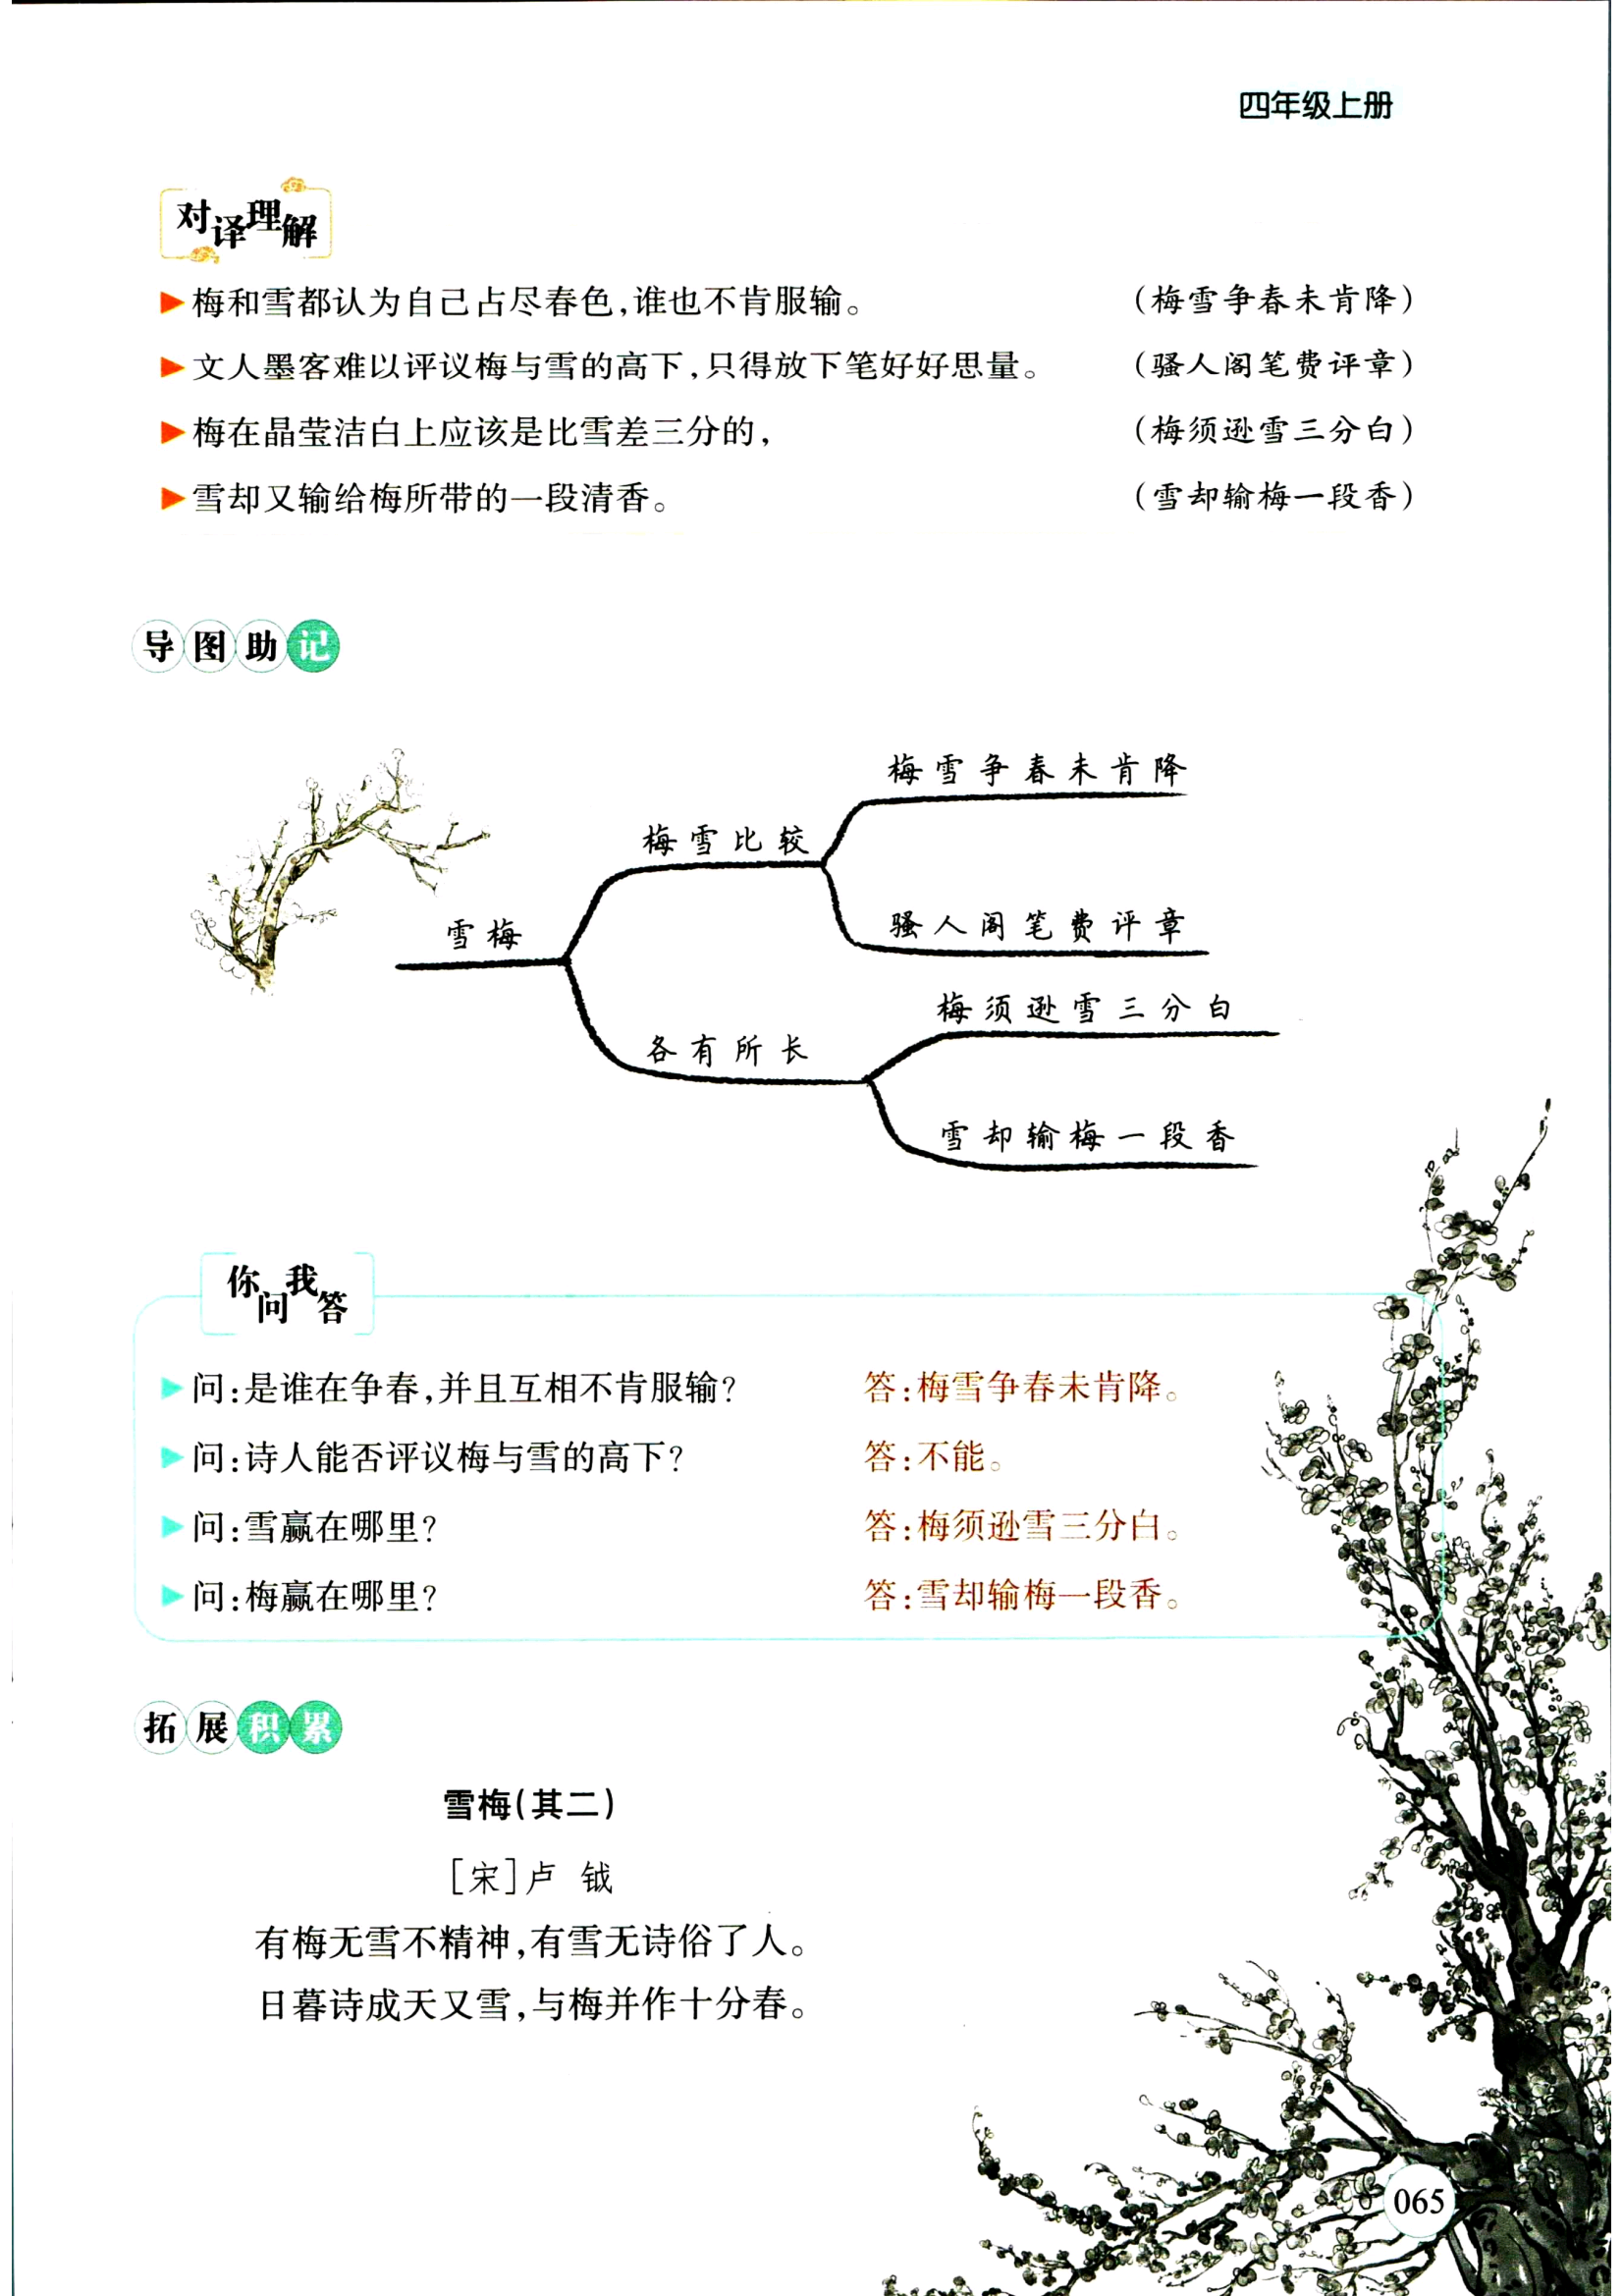 四年级上册
对译理解
梅和雪都认为自己占尽春色,谁也不肯服输。 (梅雪争春未肯降)
文人墨客难以评议梅与雪的高下,只得放下笔好好思量。 (骚人阁笔费评章)
梅在晶莹洁白上应该是比雪差三分的, (梅须逊雪三分白)
雪却又输给梅所带的一段清香。 (雪却输梅一段香)
导图助记
梅雪争春未肯降
梅雪比较
骚人阁笔费评章
雪梅
梅须逊雪三分白
各有所长
雪却输梅一段香
你问我答
问:是谁在争春,并且互相不肯服输? 答:梅雪争春未肯降。
问:诗人能否评议梅与雪的高下? 答:不能。
问:雪赢在哪里? 答:梅须逊雪三分白。
问:梅赢在哪里? 答:雪却输梅一段香。
拓展积累
雪梅(其二)
[宋]卢 钺
有梅无雪不精神,有雪无诗俗了人。
日暮诗成天又雪,与梅并作十分春。
065